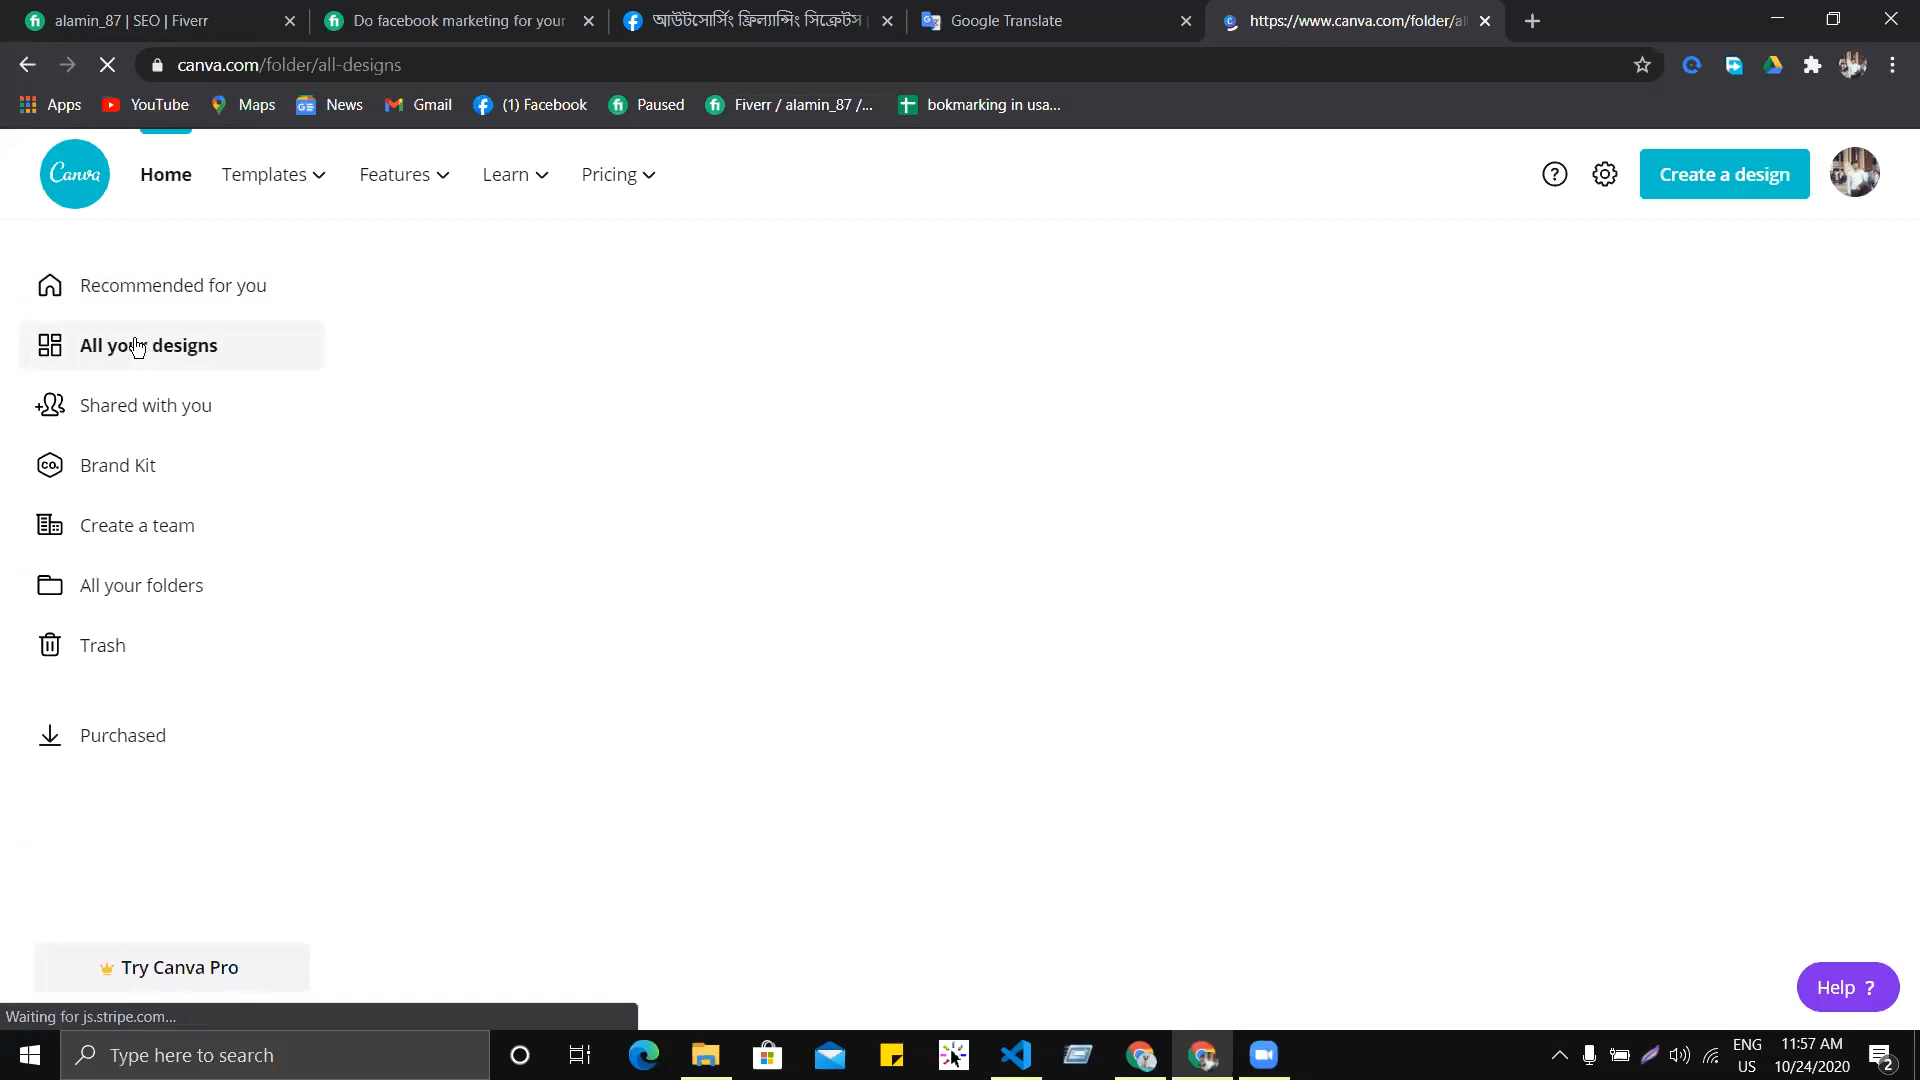 alamin_87 | SEO | Fiverr
Do facebook marketing for your
আউটসোর্সিং ফ্রিল্যান্সিং সিক্রেটস |
Google Translate
https://www.canva.com/folder/all
canva.com/folder/all-designs
Apps
YouTube
Maps
News
Gmail
(1) Facebook
Paused
Fiverr / alamin_87 /...
bokmarking in usa...
Canva
Home
Templates
Features
Learn
Pricing
Create a design
Recommended for you
All your designs
Shared with you
CO.
Brand Kit
Create a team
All your folders
Trash
Purchased
Try Canva Pro
Help ?
Waiting for js.stripe.com...
Type here to search
ENG
US
11:57 AM
10/24/2020
2